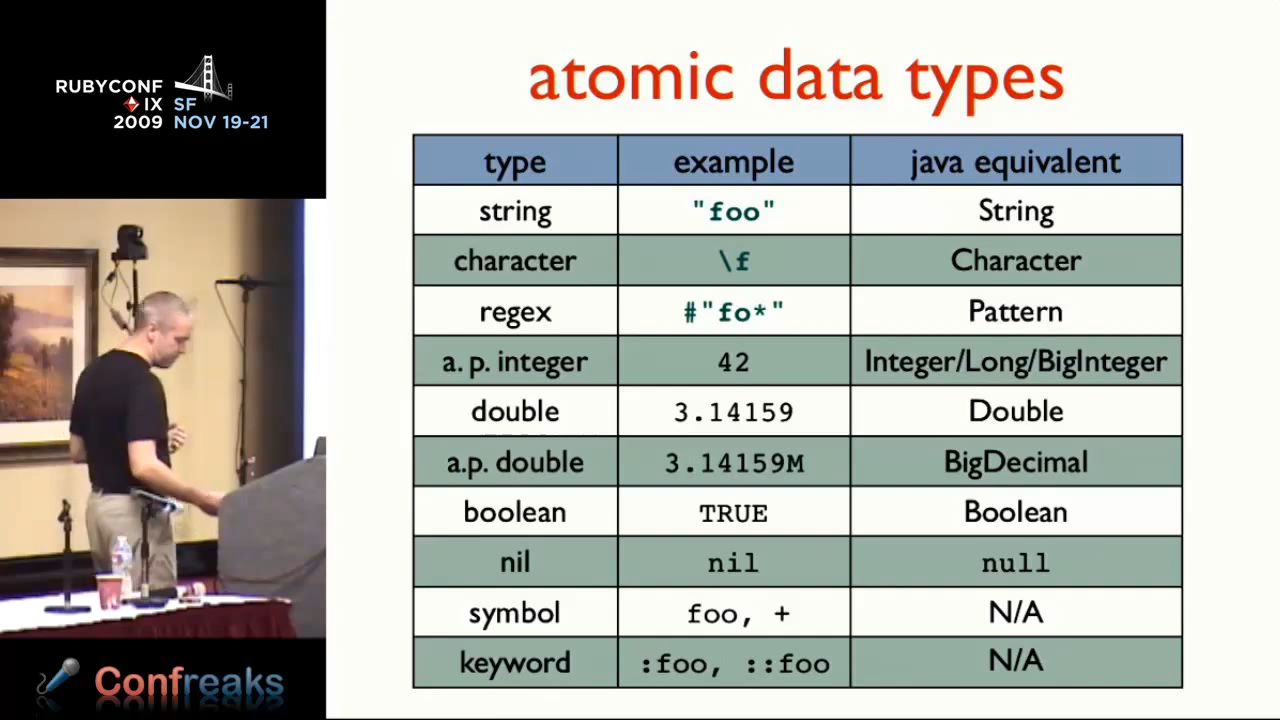 RUBYCONF
IX SF
2009 NOV 19-21
atomic data types
type example java equivalent
string "foo" String
character \f Character
regex #"fo*" Pattern
a. p. integer 42 Integer/Long/BigInteger
double 3.14159 Double
a.p. double 3.14159M BigDecimal
boolean TRUE Boolean
nil nil null
symbol foo, + N/A
keyword :foo, ::foo N/A
Confreaks